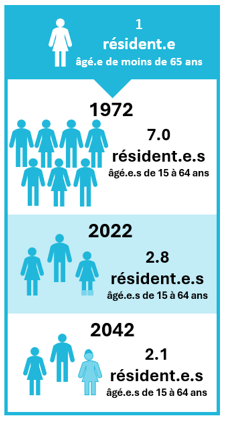 1
résident.e
âgé.e de moins de 65 ans
1972
7.0
résident.e.s
âgé.e.s de 15 à 64 ans
2022
2.8
résident.e.s
âgé.e.s de 15 à 64 ans
2042
2.1
résident.e.s
âgé.e.s de 15 à 64 ans